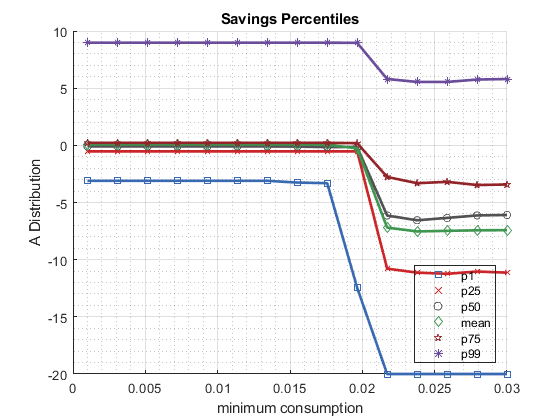 Savings Percentiles
A Distribution
10
5
0
-5
-10
-15
-20
0
0.005
0.01
0.015
0.02
0.025
0.03
minimum consumption
p1
p25
p50
mean
p75
p99